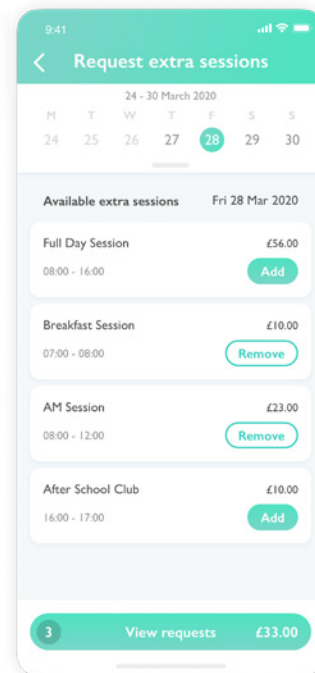 9:41
Request extra sessions
24 - 30 March 2020
M T W T F S S
24 25 26 27 28 29 30
Available extra sessions Fri 28 Mar 2020
Full Day Session £56.00
08:00 - 16:00 Add
Breakfast Session £10.00
07:00 - 08:00 Remove
AM Session £23.00
08:00 - 12:00 Remove
After School Club £10.00
16:00 - 17:00 Add
3 View requests £33.00